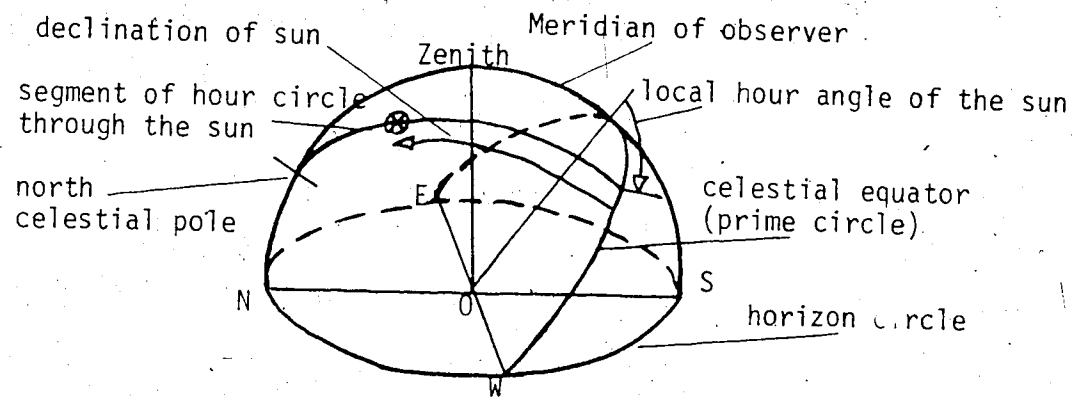 declination of sun
Meridian of observer
Zenith
segment of hour circle
through the sun
local hour angle of the sun
north
celestial pole
E
celestial equator
(prime circle)
N
O
S
horizon
W